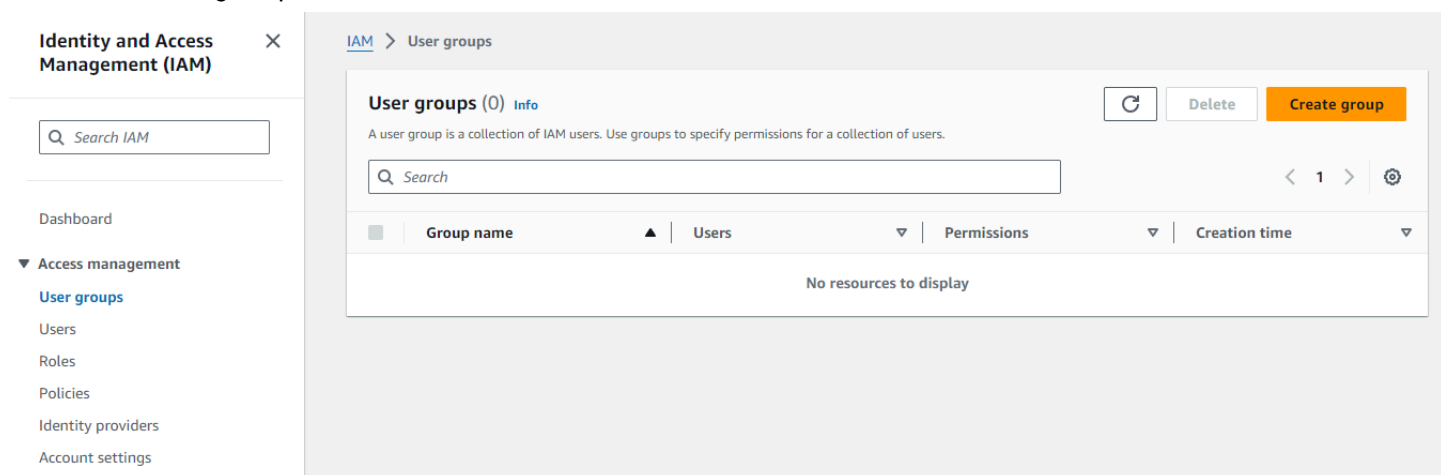 Identity and Access
Management (IAM)
Search IAM
Dashboard
Access management
User groups
Users
Roles
Policies
Identity providers
Account settings
IAM > User groups
User groups (0) Info
Delete
Create group
A user group is a collection of IAM users. Use groups to specify permissions for a collection of users.
Search
1
Group name Users Permissions Creation time
No resources to display